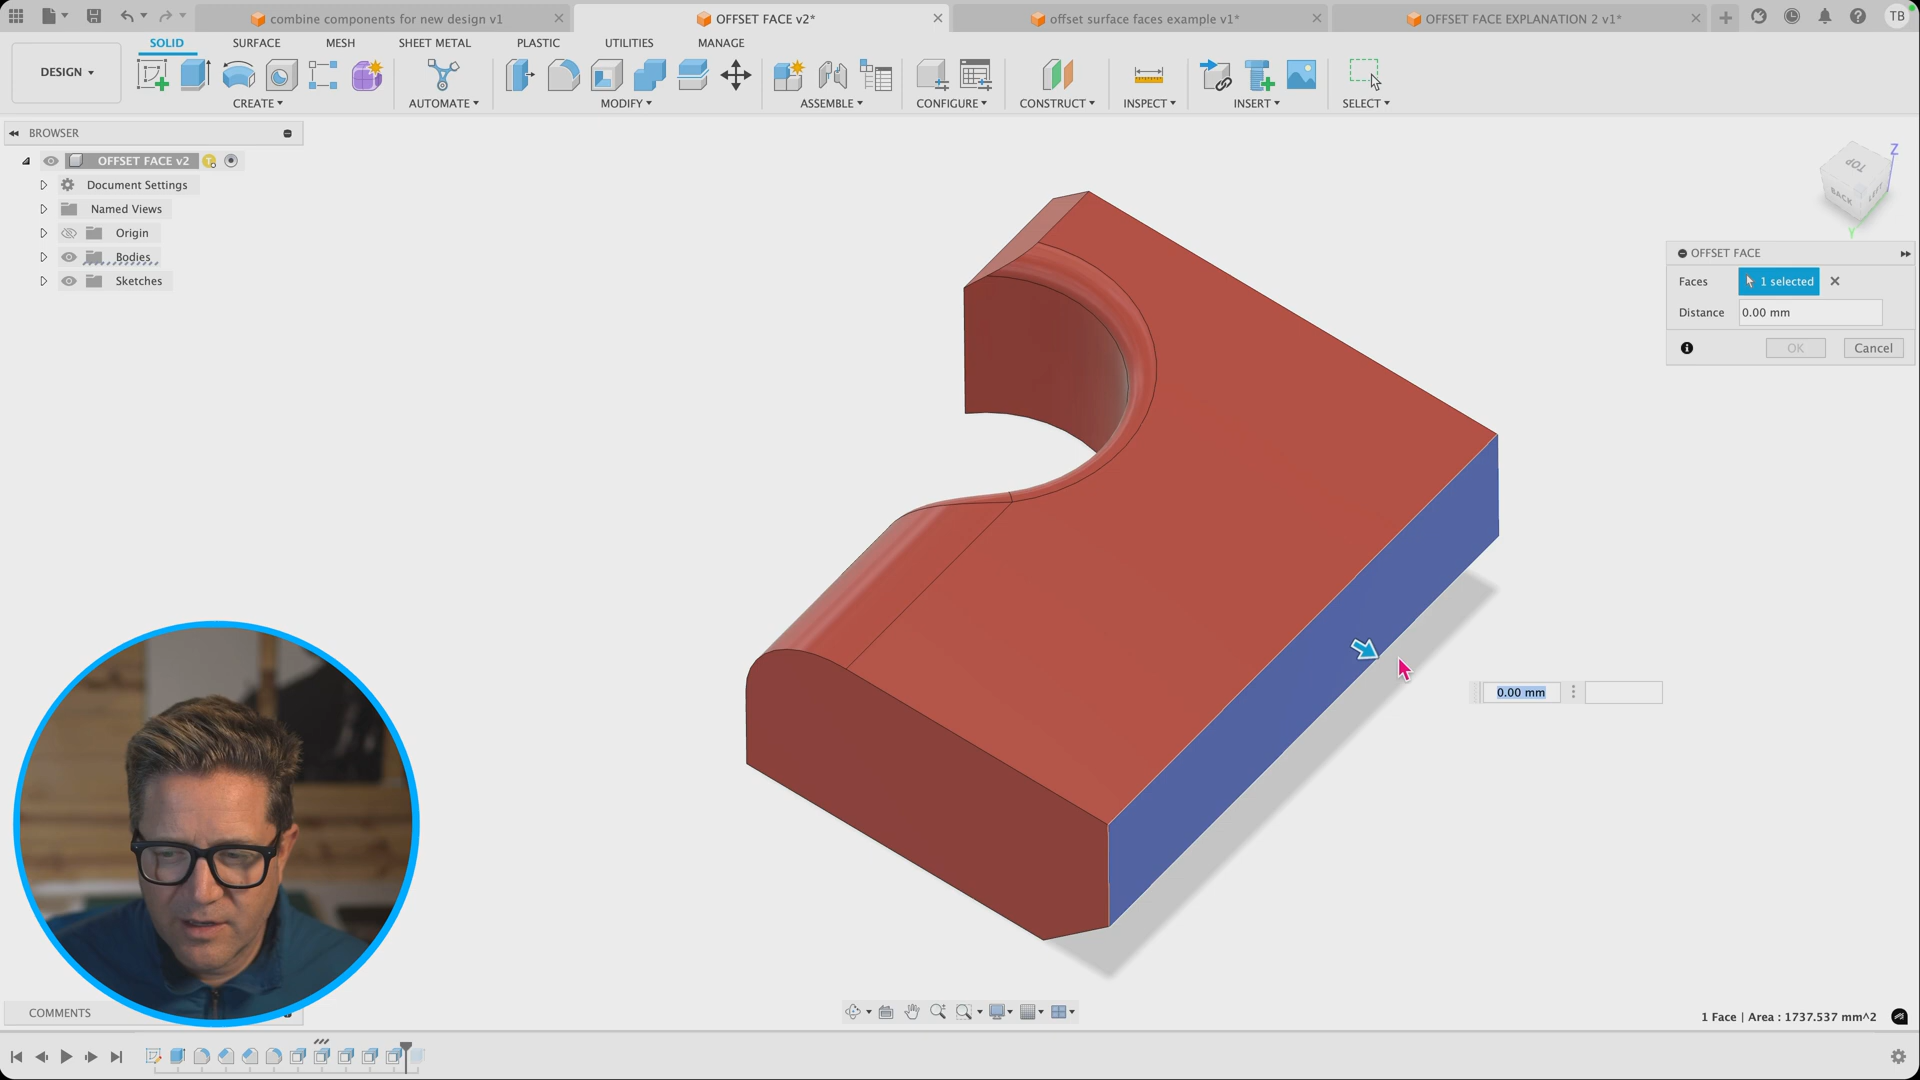 combine components for new design v1
OFFSET FACE v2*
offset surface faces example v1*
OFFSET FACE EXPLANATION 2 v1*
TB
SOLID
SURFACE
MESH
SHEET METAL
PLASTIC
UTILITIES
MANAGE
DESIGN
CREATE
AUTOMATE
MODIFY
ASSEMBLE
CONFIGURE
CONSTRUCT
INSPECT
INSERT
SELECT
BROWSER
OFFSET FACE v2
Document Settings
Named Views
Origin
Bodies
Sketches
TOP
BACK
LEFT
Z
Y
OFFSET FACE
Faces
1 selected
Distance
0.00 mm
OK
Cancel
0.00 mm
COMMENTS
1 Face | Area : 1737.537 mm^2